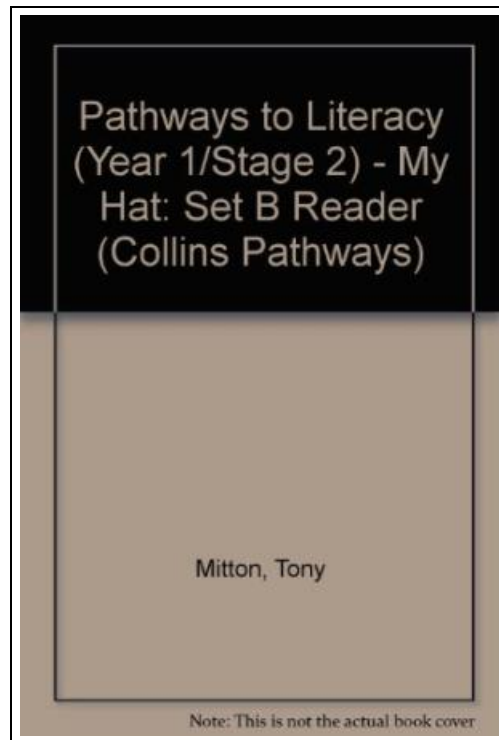 Pathways to Literacy
(Year 1/Stage 2) - My
Hat: Set B Reader
(Collins Pathways)
Mitton, Tony
Note: This is not the actual book cover